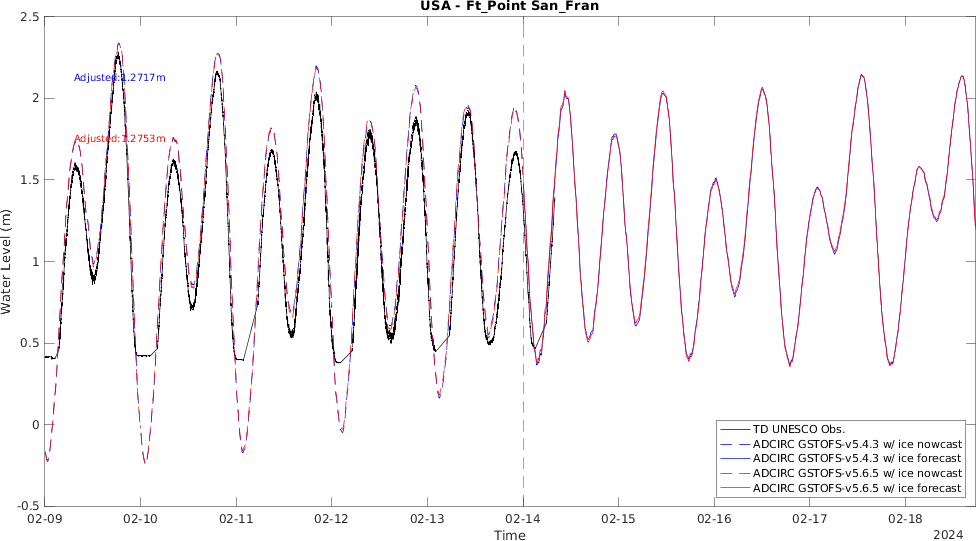 USA - Ft_Point San_Fran
2.5
2
1.5
1
0.5
0
-0.5
Water Level (m)
Adjusted:1.2717m
Adjusted:1.2753m
TD UNESCO Obs.
ADCIRC GSTOFS-v5.4.3 w/ ice nowcast
ADCIRC GSTOFS-v5.4.3 w/ ice forecast
ADCIRC GSTOFS-v5.6.5 w/ ice nowcast
ADCIRC GSTOFS-v5.6.5 w/ ice forecast
02-09 02-10 02-11 02-12 02-13 02-14 02-15 02-16 02-17 02-18
Time
2024